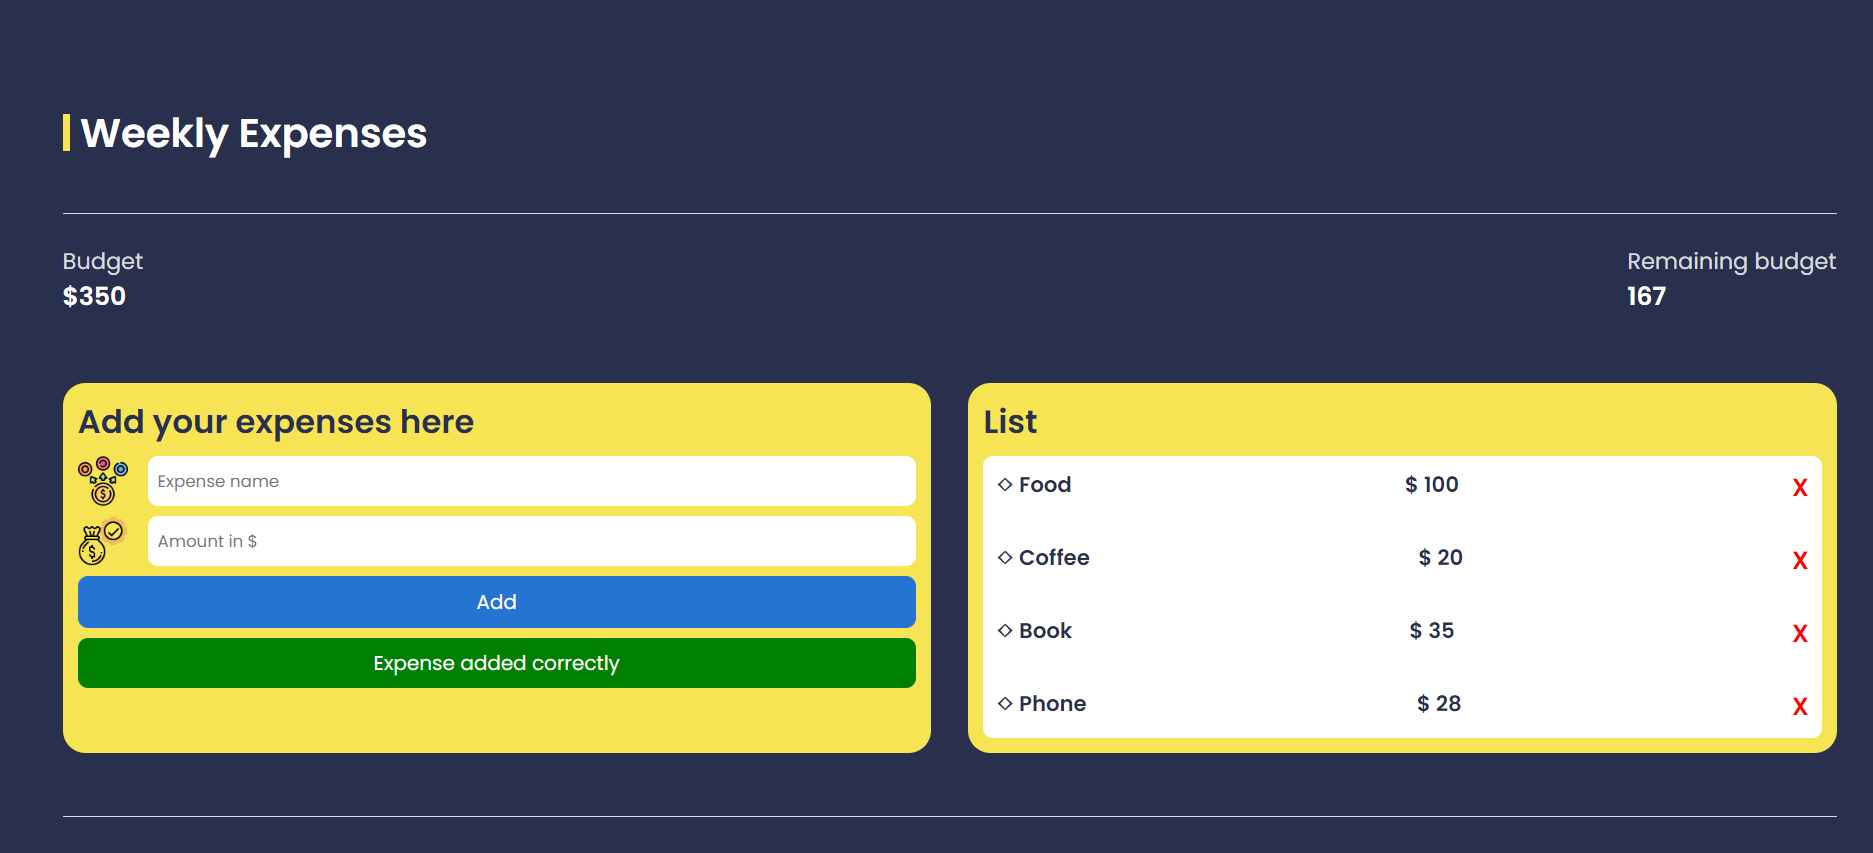 Weekly Expenses
Budget
$350
Remaining budget
167
Add your expenses here
Expense name
Amount in $
Add
Expense added correctly
List
◇ Food $ 100 X
◇ Coffee $ 20 X
◇ Book $ 35 X
◇ Phone $ 28 X